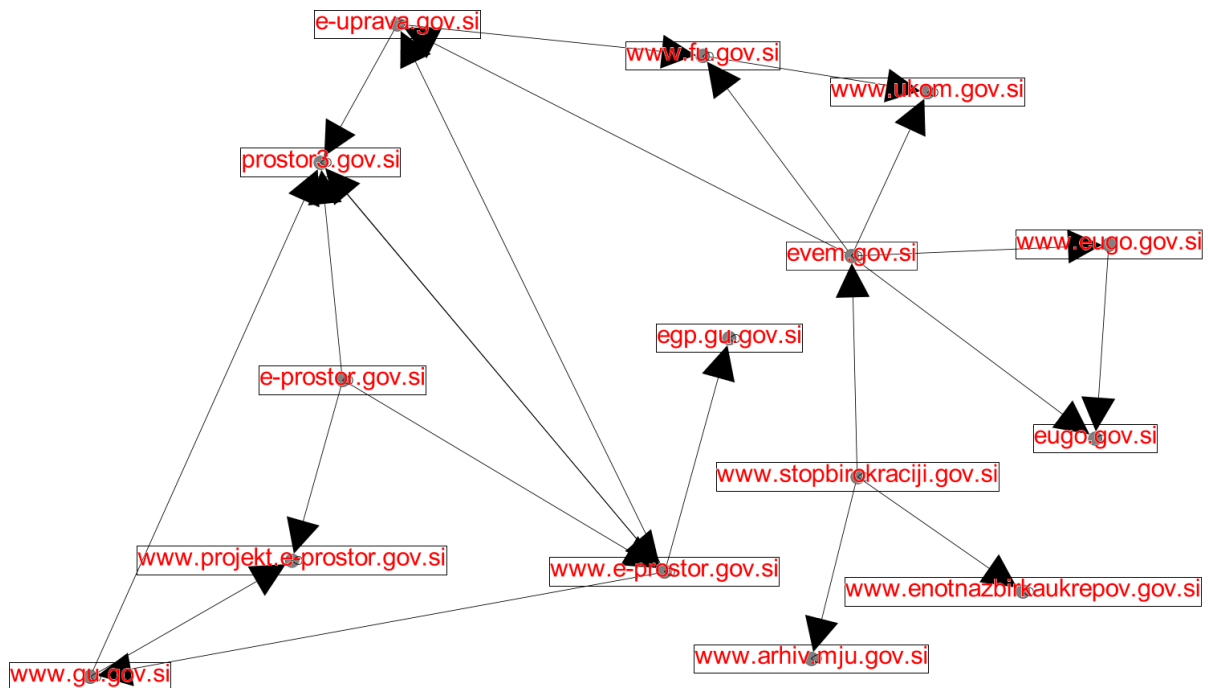 e-uprava.gov.si
www.fu.gov.si
www.ukom.gov.si
prostor3.gov.si
www.eugo.gov.si
evem.gov.si
egp.gu.gov.si
e-prostor.gov.si
eugo.gov.si
www.stopbirokraciji.gov.si
www.projekt.e-prostor.gov.si
www.e-prostor.gov.si
www.enotnazbirkaukrepov.gov.si
www.arhiv.mju.gov.si
www.gu.gov.si